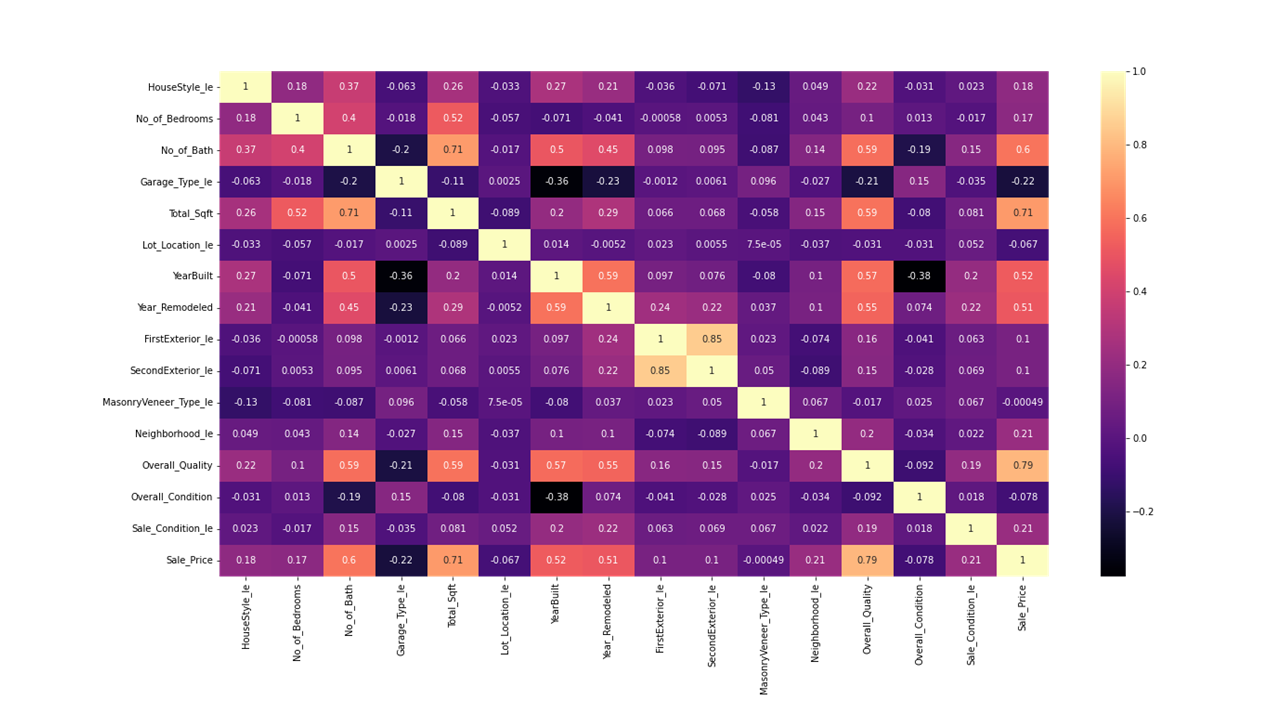 HouseStyle_le 1 0.18 0.37 -0.063 0.26 -0.033 0.27 0.21 -0.036 -0.071 -0.13 0.049 0.22 -0.031 0.023 0.18
No_of_Bedrooms 0.18 1 0.4 -0.018 0.52 -0.057 -0.071 -0.041 -0.00058 0.0053 -0.081 0.043 0.1 0.013 -0.017 0.17
No_of_Bath 0.37 0.4 1 -0.2 0.71 -0.017 0.5 0.45 0.098 0.095 -0.087 0.14 0.59 -0.19 0.15 0.6
Garage_Type_le -0.063 -0.018 -0.2 1 -0.11 0.0025 -0.36 -0.23 -0.0012 0.0061 0.096 -0.027 -0.21 0.15 -0.035 -0.22
Total_Sqft 0.26 0.52 0.71 -0.11 1 -0.089 0.2 0.29 0.066 0.068 -0.058 0.15 0.59 -0.08 0.081 0.71
Lot_Location_le -0.033 -0.057 -0.017 0.0025 -0.089 1 0.014 -0.0052 0.023 0.0055 7.5e-05 -0.037 -0.031 -0.031 0.052 -0.067
YearBuilt 0.27 -0.071 0.5 -0.36 0.2 0.014 1 0.59 0.097 0.076 -0.08 0.1 0.57 -0.38 0.2 0.52
Year_Remodeled 0.21 -0.041 0.45 -0.23 0.29 -0.0052 0.59 1 0.24 0.22 0.037 0.1 0.55 0.074 0.22 0.51
FirstExterior_le -0.036 -0.00058 0.098 -0.0012 0.066 0.023 0.097 0.24 1 0.85 0.023 -0.074 0.16 -0.041 0.063 0.1
SecondExterior_le -0.071 0.0053 0.095 0.0061 0.068 0.0055 0.076 0.22 0.85 1 0.05 -0.089 0.15 -0.028 0.069 0.1
MasonryVeneer_Type_le -0.13 -0.081 -0.087 0.096 -0.058 7.5e-05 -0.08 0.037 0.023 0.05 1 0.067 -0.017 0.025 0.067 -0.00049
Neighborhood_le 0.049 0.043 0.14 -0.027 0.15 -0.037 0.1 0.1 -0.074 -0.089 0.067 1 0.2 -0.034 0.022 0.21
Overall_Quality 0.22 0.1 0.59 -0.21 0.59 -0.031 0.57 0.55 0.16 0.15 -0.017 0.2 1 -0.092 0.19 0.79
Overall_Condition -0.031 0.013 -0.19 0.15 -0.08 -0.031 -0.38 0.074 -0.041 -0.028 0.025 -0.034 -0.092 1 0.018 -0.078
Sale_Condition_le 0.023 -0.017 0.15 -0.035 0.081 0.052 0.2 0.22 0.063 0.069 0.067 0.022 0.19 0.018 1 0.21
Sale_Price 0.18 0.17 0.6 -0.22 0.71 -0.067 0.52 0.51 0.1 0.1 -0.00049 0.21 0.79 -0.078 0.21 1
HouseStyle_le
No_of_Bedrooms
No_of_Bath
Garage_Type_le
Total_Sqft
Lot_Location_le
YearBuilt
Year_Remodeled
FirstExterior_le
SecondExterior_le
MasonryVeneer_Type_le
Neighborhood_le
Overall_Quality
Overall_Condition
Sale_Condition_le
Sale_Price
1.0
0.8
0.6
0.4
0.2
0.0
−0.2